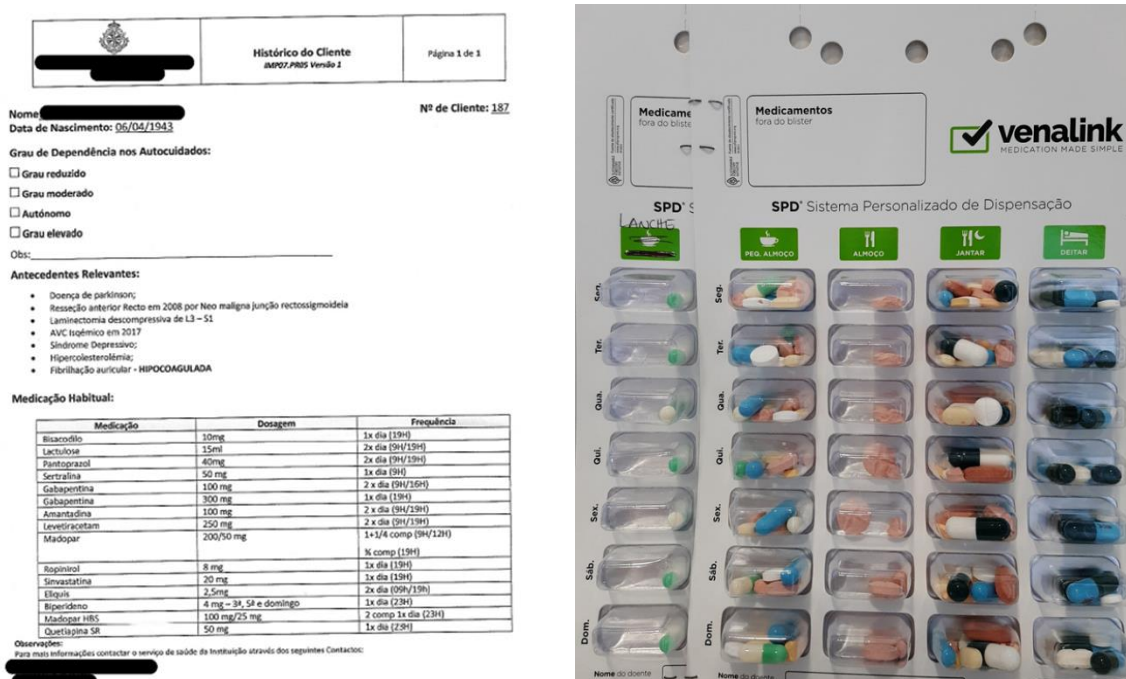 Histórico do Cliente
IMP07.PR05 Versão 1
Página 1 de 1
Nome
Nº de Cliente: 187
Data de Nascimento: 06/04/1943
Grau de Dependência nos Autocuidados:
Grau reduzido
Grau moderado
Autónomo
Grau elevado
Obs:
Antecedentes Relevantes:
Doença de parkinson;
Resseção anterior Recto em 2008 por Neo maligna junção rectossigmoideia
Laminectomia descompressiva de L3 – S1
AVC Isqémico em 2017
Síndrome Depressivo;
Hipercolesterolémia;
Fibrilhação auricular - HIPOCOAGULADA
Medicação Habitual:
Medicação Dosagem Frequência
Bisacodilo 10mg 1x dia (19H)
Lactulose 15ml 2x dia (9H/19H)
Pantoprazol 40mg 2x dia (9H/19H)
Sertralina 50 mg 1x dia (9H)
Gabapentina 100 mg 2 x dia (9H/16H)
Gabapentina 300 mg 1x dia (19H)
Amantadina 100 mg 2 x dia (9H/19H)
Levetiracetam 250 mg 2 x dia (9H/19H)
Madopar 200/50 mg 1+1/4 comp (9H/12H)
comp (19H)
Ropinirol 8 mg 1x dia (19H)
Sinvastatina 20 mg 1x dia (19H)
Eliquis 2,5mg 2x dia (09h/19h)
Biperideno 4 mg – 3ª, 5ª e domingo 1x dia (23H)
Madopar HBS 100 mg/25 mg 2 comp 1x dia (23H)
Quetiapina SR 50 mg 1x dia (23H)
Observações:
Para mais informações contactar o serviço de saúde da Instituição através dos seguintes Contactos:
Medicame
fora do bliste
SPD®
LANCHE
Seg.
Ter.
Qua.
Qui.
Sex.
Sáb.
Dom.
Nome do doente
Medicamentos
fora do blister
venalink
MEDICATION MADE SIMPLE
SPD® Sistema Personalizado de Dispensação
PEQ. ALMOÇO ALMOÇO JANTAR DEITAR
Seg.
Ter.
Qua.
Qui.
Sex.
Sáb.
Dom.
Nome do doente